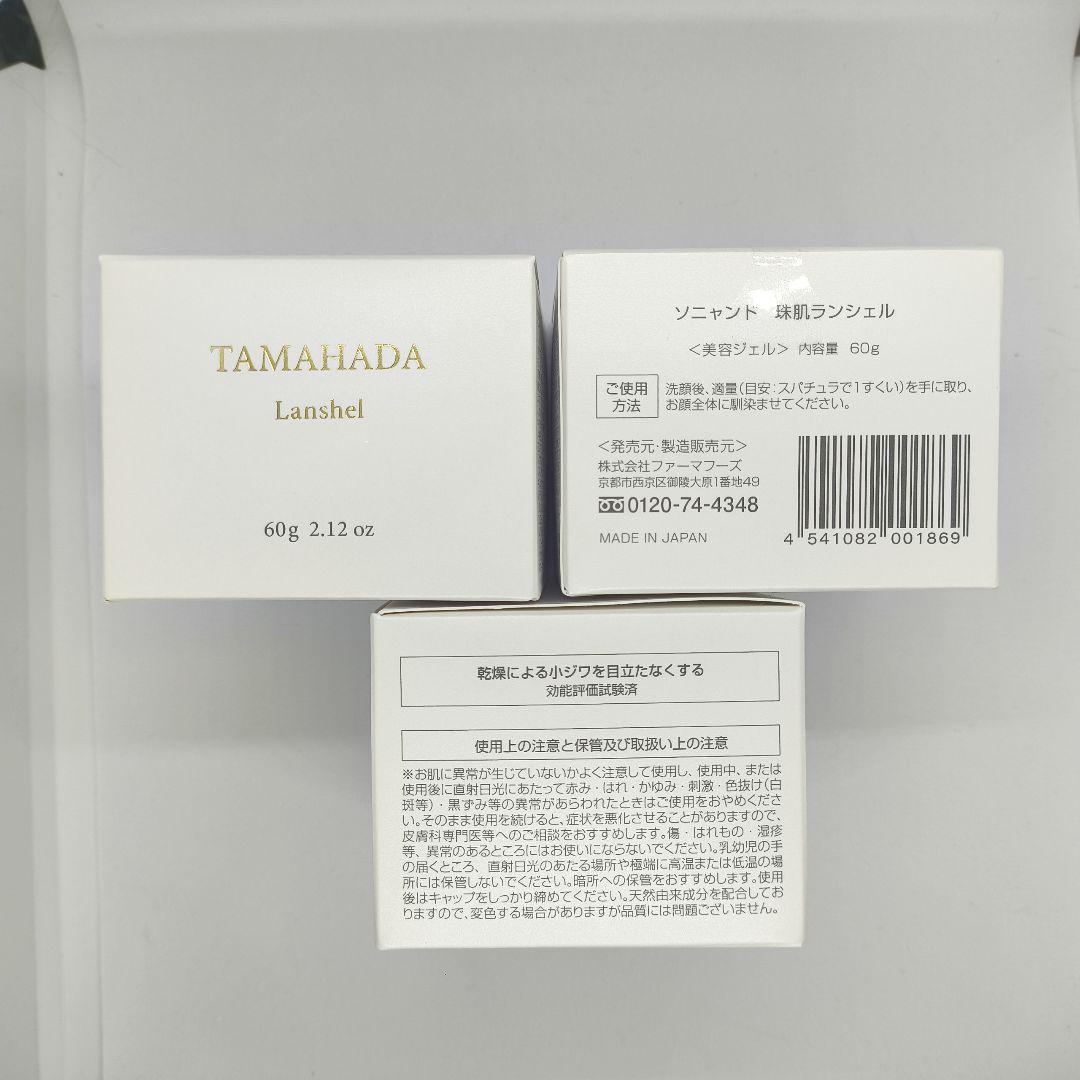 TAMAHADA
Lanshel
60g 2.12 oz
ソニャンド 珠肌ランシェル
＜美容ジェル＞ 内容量 60g
ご使用
方法
洗顔後、適量(目安:スパチュラで1すくい)を手に取り、
お顔全体に馴染ませてください。
＜発売元・製造販売元＞
株式会社ファーマフーズ
京都市西京区御陵大原1番地49
0120-74-4348
MADE IN JAPAN
4 541082 001869
乾燥による小ジワを目立たなくする
効能評価試験済
使用上の注意と保管及び取扱い上の注意
※お肌に異常が生じていないかよく注意して使用し、使用中、または
使用後に直射日光にあたって赤み・はれ・かゆみ・刺激・色抜け(白
斑等)・黒ずみ等の異常があらわれたときはご使用をおやめくださ
い。そのまま使用を続けると、症状を悪化させることがありますので、
皮膚科専門医等へのご相談をおすすめします。傷・はれもの・湿疹
等、異常のあるところにはお使いにならないでください。乳幼児の手
の届くところ、直射日光のあたる場所や極端に高温または低温の場
所には保管しないでください。暗所への保管をおすすめします。使用
後はキャップをしっかり締めてください。天然由来成分を配合してお
りますので、変色する場合がありますが品質には問題ございません。